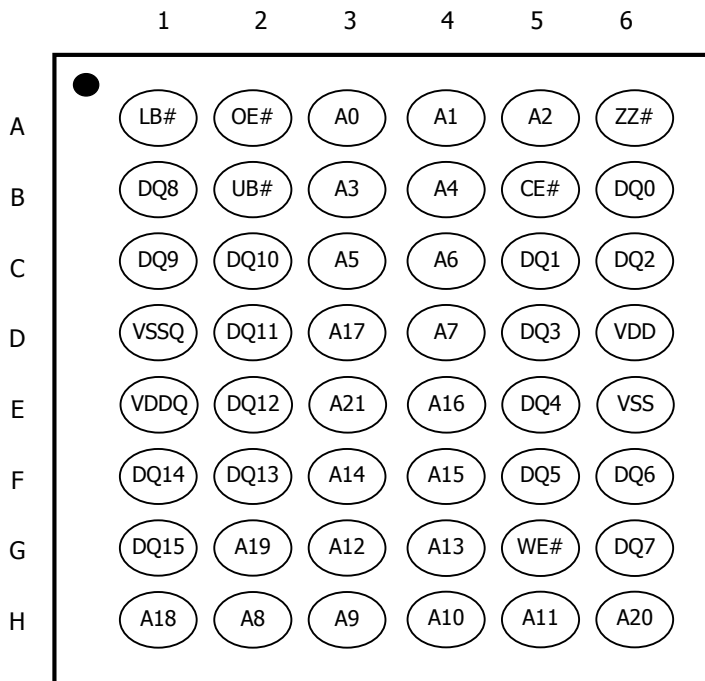 1 2 3 4 5 6
A LB# OE# A0 A1 A2 ZZ#
B DQ8 UB# A3 A4 CE# DQ0
C DQ9 DQ10 A5 A6 DQ1 DQ2
D VSSQ DQ11 A17 A7 DQ3 VDD
E VDDQ DQ12 A21 A16 DQ4 VSS
F DQ14 DQ13 A14 A15 DQ5 DQ6
G DQ15 A19 A12 A13 WE# DQ7
H A18 A8 A9 A10 A11 A20